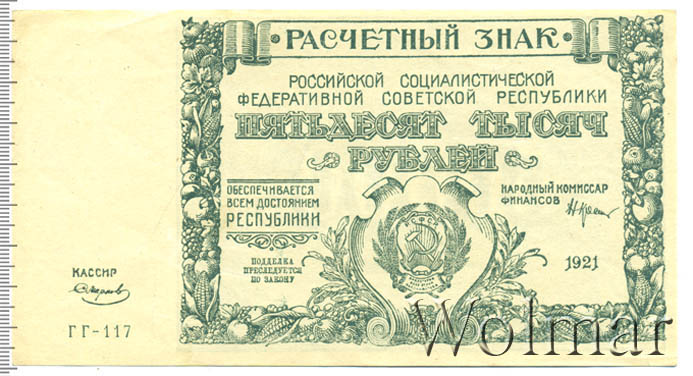 РАСЧЕТНЫЙ ЗНАК
РОССИЙСКОЙ СОЦИАЛИСТИЧЕСКОЙ
ФЕДЕРАТИВНОЙ СОВЕТСКОЙ РЕСПУБЛИКИ
ПЯТЬДЕСЯТ ТЫСЯЧ
РУБЛЕЙ
ОБЕСПЕЧИВАЕТСЯ
ВСЕМ ДОСТОЯНИЕМ
РЕСПУБЛИКИ
НАРОДНЫЙ КОМИССАР
ФИНАНСОВ
ПОДДЕЛКА
ПРЕСЛЕДУЕТСЯ
ПО ЗАКОНУ
1921
КАССИР
ГГ-117
Wolmar